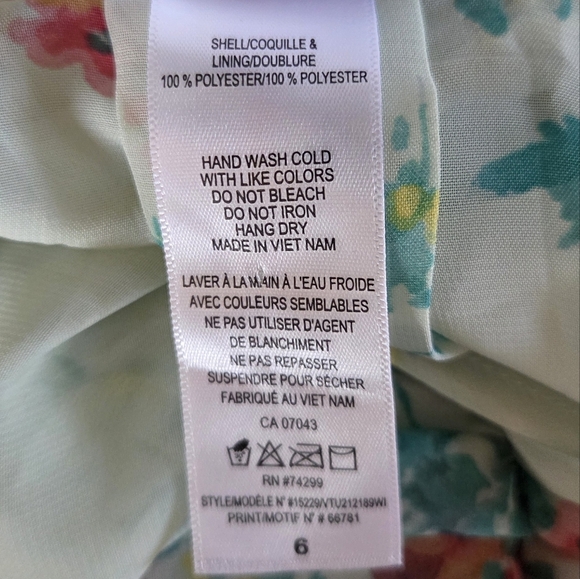 SHELL/COQUILLE &
LINING/DOUBLURE
100 % POLYESTER/100 % POLYESTER
HAND WASH COLD
WITH LIKE COLORS
DO NOT BLEACH
DO NOT IRON
HANG DRY
MADE IN VIET NAM
LAVER À LA MAIN À L'EAU FROIDE
AVEC COULEURS SEMBLABLES
NE PAS UTILISER D'AGENT
DE BLANCHIMENT
NE PAS REPASSER
SUSPENDRE POUR SÉCHER
FABRIQUÉ AU VIET NAM
CA 07043
RN #74299
STYLE/MODÈLE N° #15229/VTU212189WI
PRINT/MOTIF N° # 66781
6